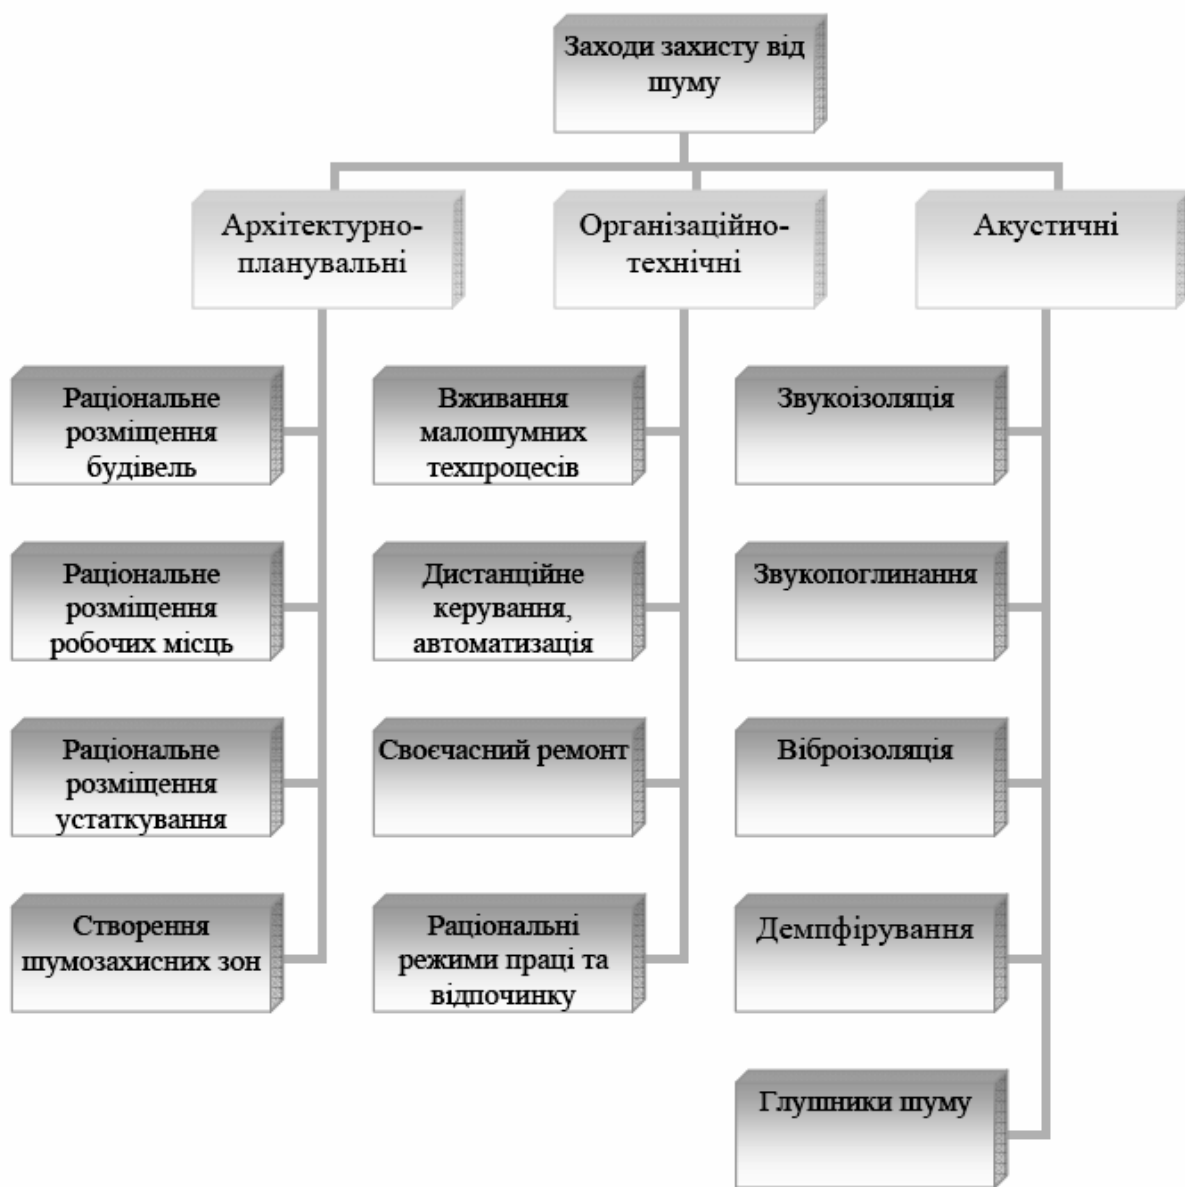 Заходи захисту від
шуму
Архітектурно-
планувальні
Організаційно-
технічні
Акустичні
Раціональне
розміщення
будівель
Раціональне
розміщення
робочих місць
Раціональне
розміщення
устаткування
Створення
шумозахисних зон
Вживання
малошумних
техпроцесів
Дистанційне
керування,
автоматизація
Своєчасний ремонт
Раціональні
режими праці та
відпочинку
Звукоізоляція
Звукопоглинання
Віброізоляція
Демпфірування
Глушники шуму